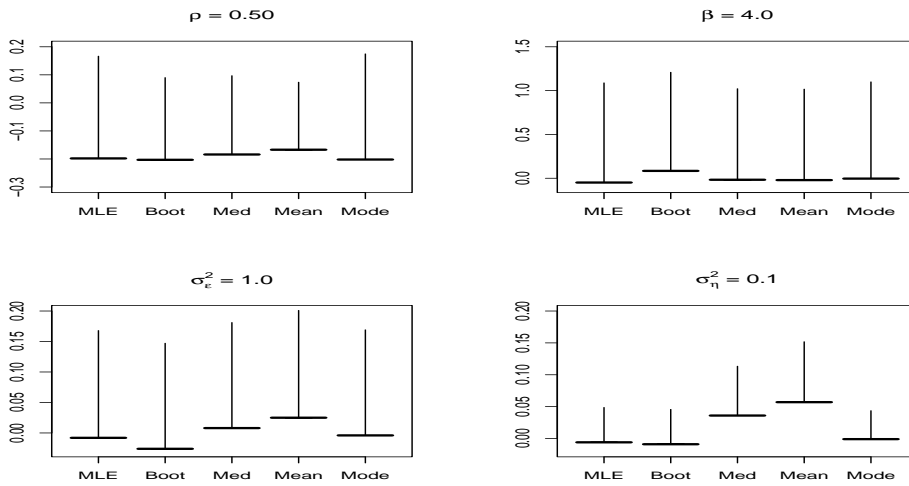 ρ = 0.50
0.2
0.1
0.0
−0.1
−0.3
MLE Boot Med Mean Mode
β = 4.0
1.5
1.0
0.5
0.0
MLE Boot Med Mean Mode
σ²ε = 1.0
0.20
0.15
0.10
0.05
0.00
MLE Boot Med Mean Mode
σ²η = 0.1
0.20
0.15
0.10
0.05
0.00
MLE Boot Med Mean Mode